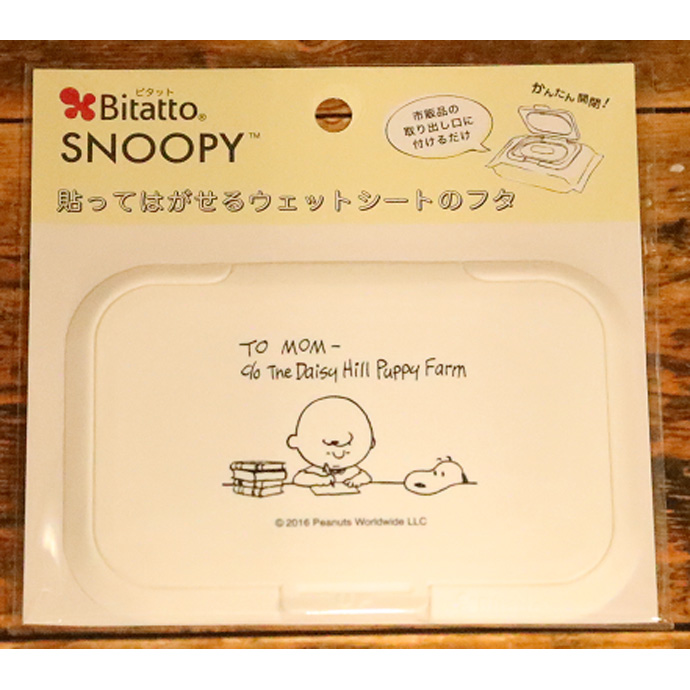 ビタット
Bitatto®
SNOOPY™
市販品の
取り出し口に
付けるだけ
かんたん開閉!
貼ってはがせるウェットシートのフタ
TO MOM—
c/o The Daisy Hill Puppy Farm
© 2016 Peanuts Worldwide LLC